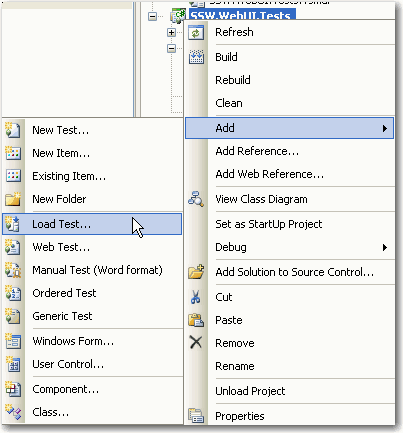 SSW.WebUI.Tests
Refresh
Build
Rebuild
Clean
Add
Add Reference...
Add Web Reference...
View Class Diagram
Set as StartUp Project
Debug
Add Solution to Source Control...
Cut
Paste
Remove
Rename
Unload Project
Properties
New Test...
New Item...
Existing Item...
New Folder
Load Test...
Web Test...
Manual Test (Word format)
Ordered Test
Generic Test
Windows Form...
User Control...
Component...
Class...